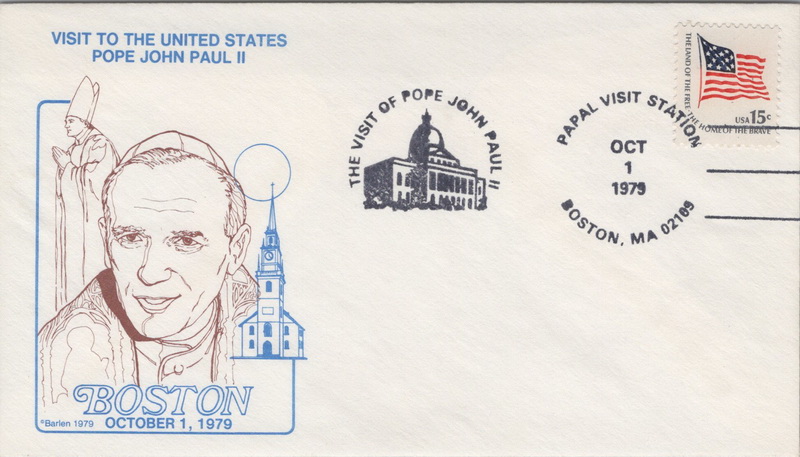 VISIT TO THE UNITED STATES
POPE JOHN PAUL II
BOSTON
©Barlen 1979
OCTOBER 1, 1979
THE VISIT OF POPE JOHN PAUL II
PAPAL VISIT STATION
OCT
1
1979
BOSTON, MA 02109
THE LAND OF THE FREE, THE HOME OF THE BRAVE
USA 15c